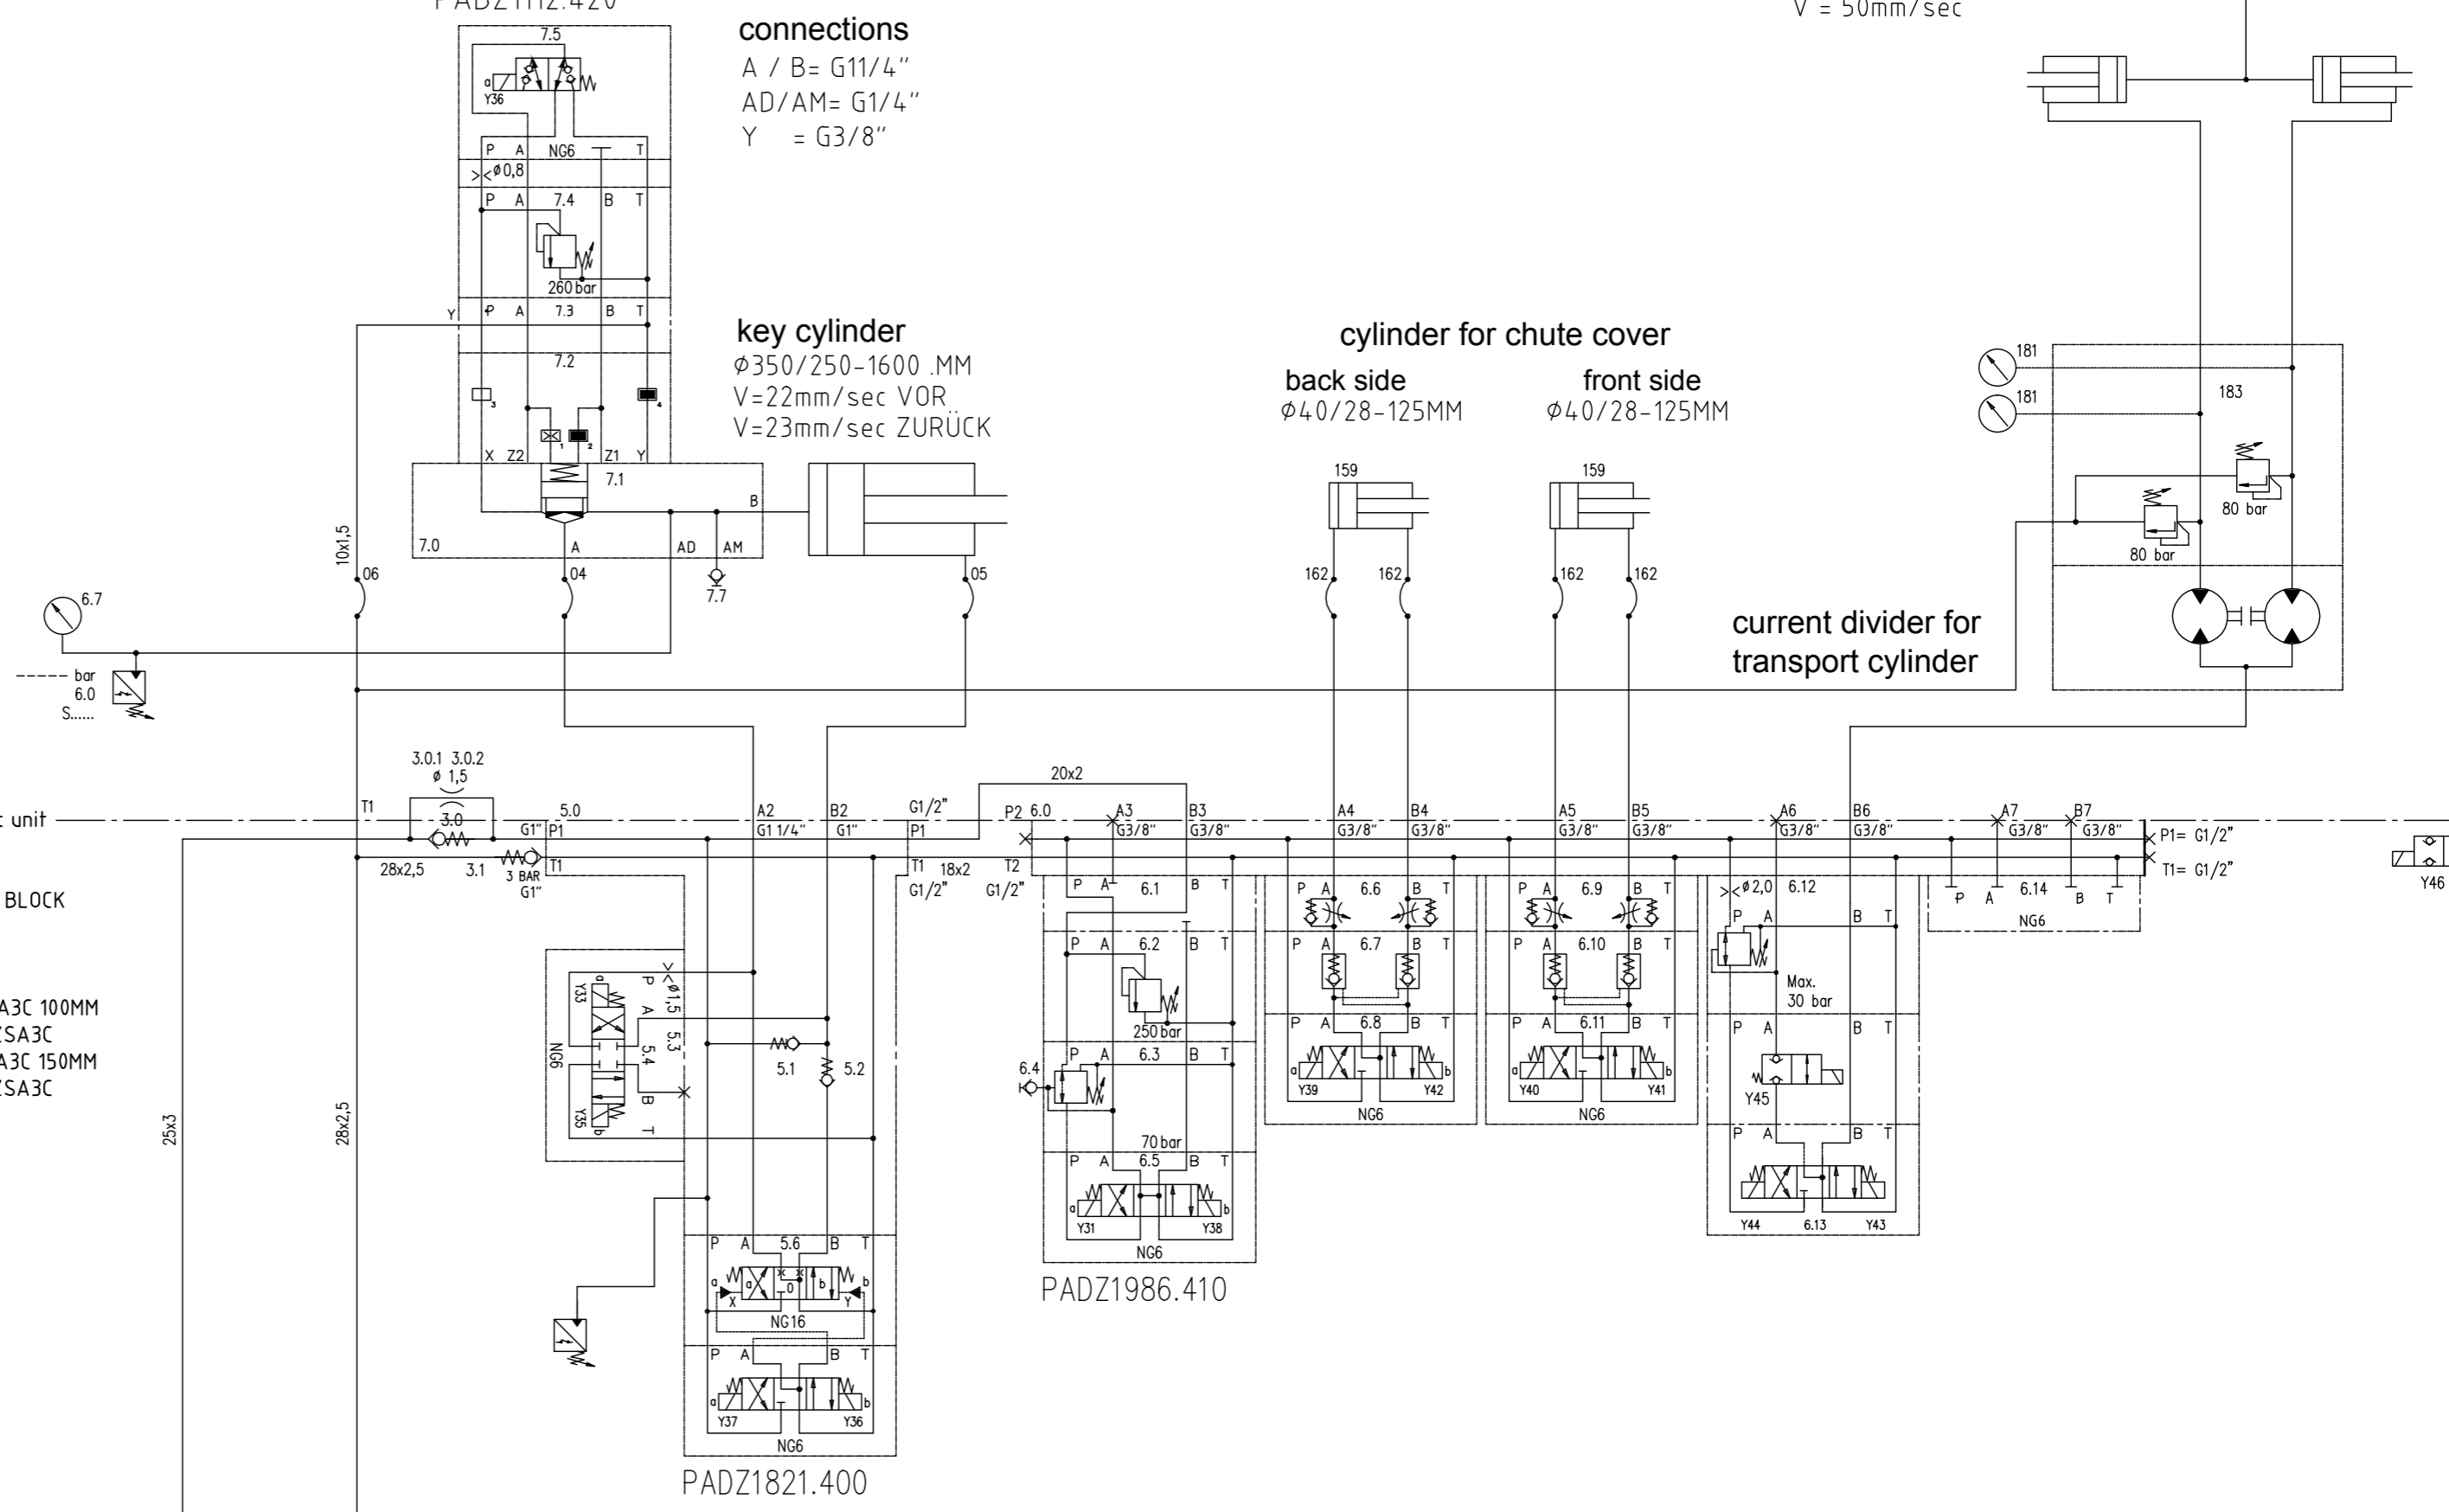 connections
A / B= G11/4"
AD/AM= G1/4"
Y = G3/8"
V = 50mm/sec
7.5
a
Y36
P A NG6 T
> < ø0,8
P A 7.4 B T
260 bar
Y P A 7.3 B T
7.2
3
4
1
2
X Z2 Z1 Y
7.1
B
7.0 A AD AM
7.7
key cylinder
ø350/250-1600 .MM
V=22mm/sec VOR
V=23mm/sec ZURÜCK
cylinder for chute cover
back side
ø40/28-125MM
front side
ø40/28-125MM
159
159
162 162 162 162
181
181
183
80 bar
80 bar
current divider for
transport cylinder
10x1,5
06
04
05
6.7
----- bar
6.0
S......
3.0.1 3.0.2
ø 1,5
3.0
unit
T1
G1" P1
5.0
A2
G1 1/4"
B2
G1"
G1/2"
P1
20x2
P2 6.0
A3
G3/8"
B3
G3/8"
A4
G3/8"
B4
G3/8"
A5
G3/8"
B5
G3/8"
A6
G3/8"
B6
G3/8"
A7
G3/8"
B7
G3/8"
P1= G1/2"
T1= G1/2"
Y46
28x2,5
3.1
3 BAR
G1"
T1
T1
G1/2"
18x2
T2
G1/2"
BLOCK
A3C 100MM
SA3C
A3C 150MM
SA3C
25x3
28x2,5
a
Y33
P
A
> < ø1,5
5.3
5.4
NG6
B
T
Y35
b
5.1
5.2
P A 5.6 B T
a a 0 b b
X Y
NG16
P A B T
a b
Y37 Y36
NG6
PADZ1821.400
P A 6.1 B T
P A 6.2 B T
250 bar
P A 6.3 B T
6.4
70 bar
P A 6.5 B T
a b
Y31 Y38
NG6
PADZ1986.410
P A 6.6 B T
P A 6.7 B T
P A 6.8 B T
a b
Y39 Y42
NG6
P A 6.9 B T
P A 6.10 B T
P A 6.11 B T
a b
Y40 Y41
NG6
> < ø2,0 6.12
P A B T
Max.
30 bar
P A B T
Y45
P A B T
Y44 6.13 Y43
P A 6.14 B T
NG6